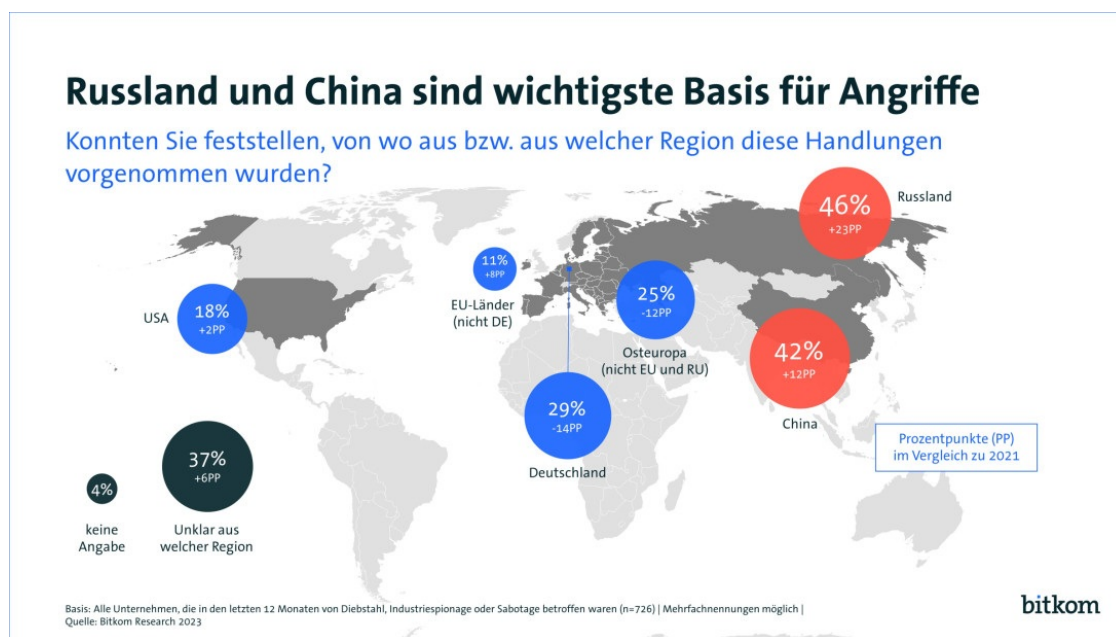 Russland und China sind wichtigste Basis für Angriffe
Konnten Sie feststellen, von wo aus bzw. aus welcher Region diese Handlungen
vorgenommen wurden?
46%
+23PP
Russland
11%
+8PP
EU-Länder
(nicht DE)
25%
-12PP
Osteuropa
(nicht EU und RU)
USA
18%
+2PP
42%
+12PP
China
29%
-14PP
Deutschland
Prozentpunkte (PP)
im Vergleich zu 2021
4%
keine
Angabe
37%
+6PP
Unklar aus
welcher Region
Basis: Alle Unternehmen, die in den letzten 12 Monaten von Diebstahl, Industriespionage oder Sabotage betroffen waren (n=726) | Mehrfachnennungen möglich |
Quelle: Bitkom Research 2023
bitkom